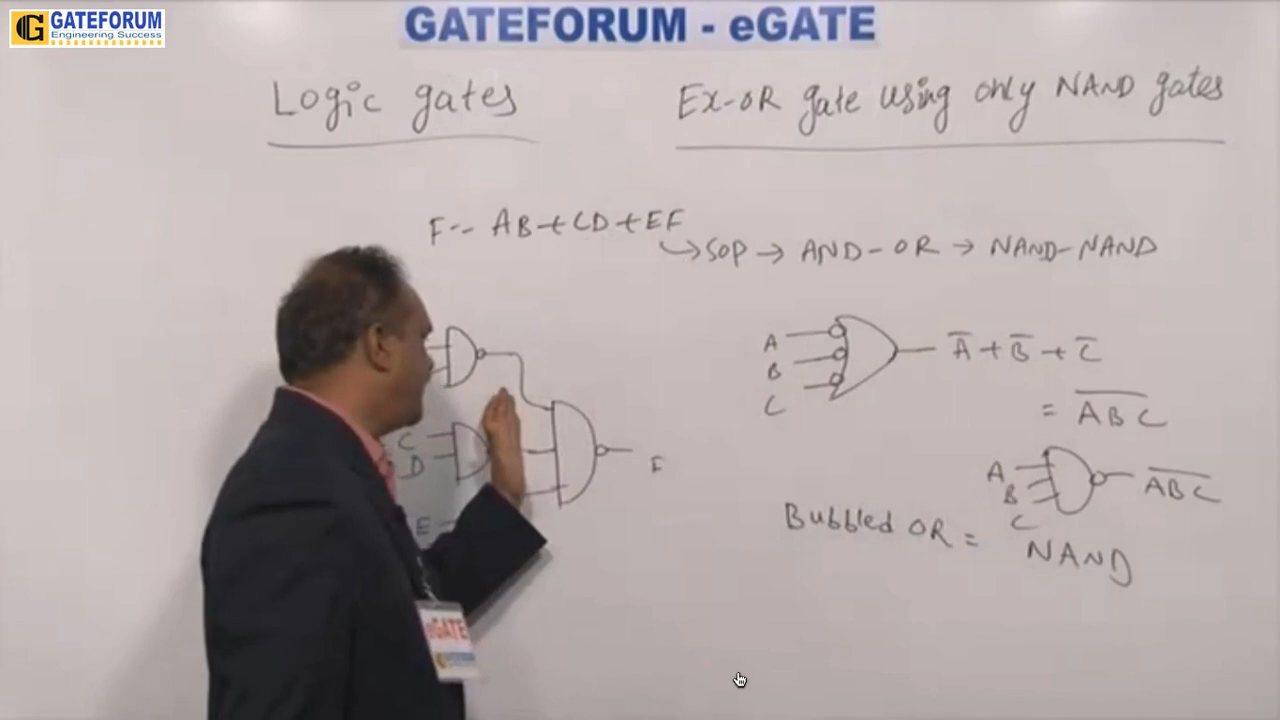 GATEFORUM
Engineering Success
GATEFORUM - eGATE
Logic gates
Ex-OR gate using only NAND gates
F = AB+CD+EF
↳ SOP → AND-OR → NAND-NAND
A
B
C
A̅ + B̅ + C̅
= A̅B̅C̅
C
D
E
F
A
B
C
A̅B̅C̅
Bubbled OR = NAND
eGATE
GATEFORUM